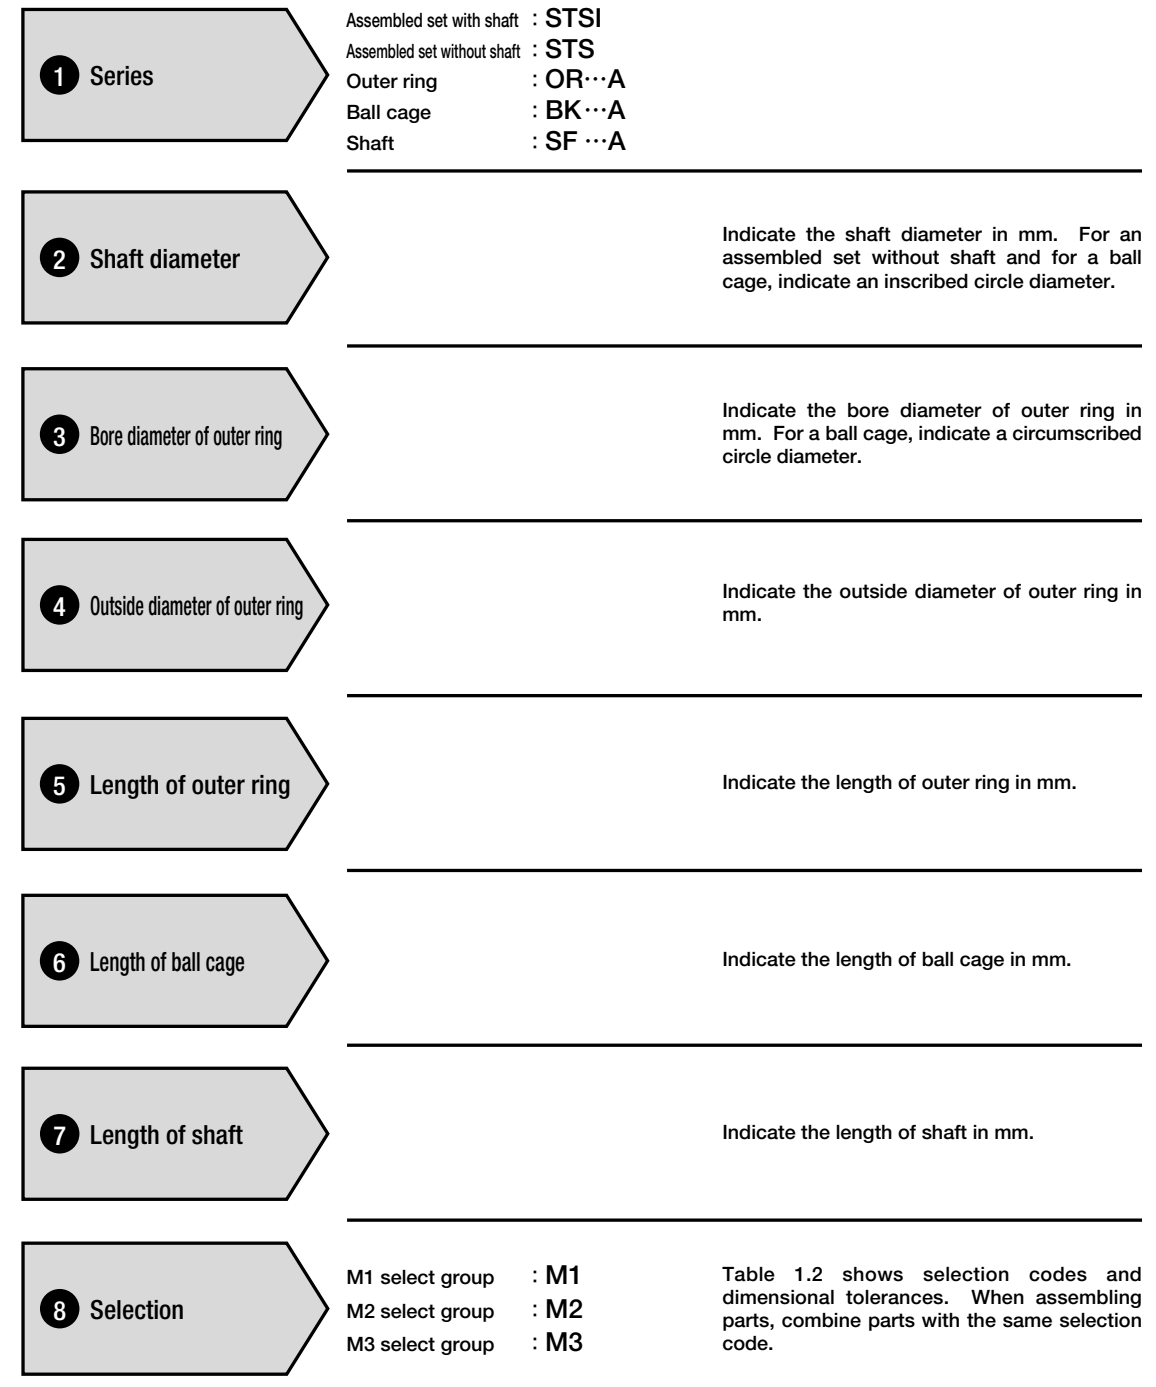 1 Series
Assembled set with shaft : STSI
Assembled set without shaft : STS
Outer ring : OR···A
Ball cage : BK···A
Shaft : SF ···A
2 Shaft diameter
Indicate the shaft diameter in mm. For an
assembled set without shaft and for a ball
cage, indicate an inscribed circle diameter.
3 Bore diameter of outer ring
Indicate the bore diameter of outer ring in
mm. For a ball cage, indicate a circumscribed
circle diameter.
4 Outside diameter of outer ring
Indicate the outside diameter of outer ring in
mm.
5 Length of outer ring
Indicate the length of outer ring in mm.
6 Length of ball cage
Indicate the length of ball cage in mm.
7 Length of shaft
Indicate the length of shaft in mm.
8 Selection
M1 select group : M1
M2 select group : M2
M3 select group : M3
Table 1.2 shows selection codes and
dimensional tolerances. When assembling
parts, combine parts with the same selection
code.